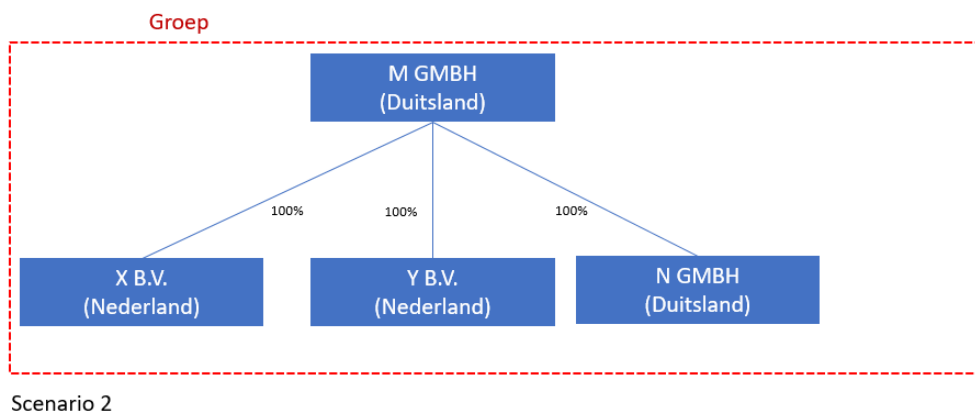 Groep
M GMBH
(Duitsland)
100%
100%
100%
X B.V.
(Nederland)
Y B.V.
(Nederland)
N GMBH
(Duitsland)
Scenario 2